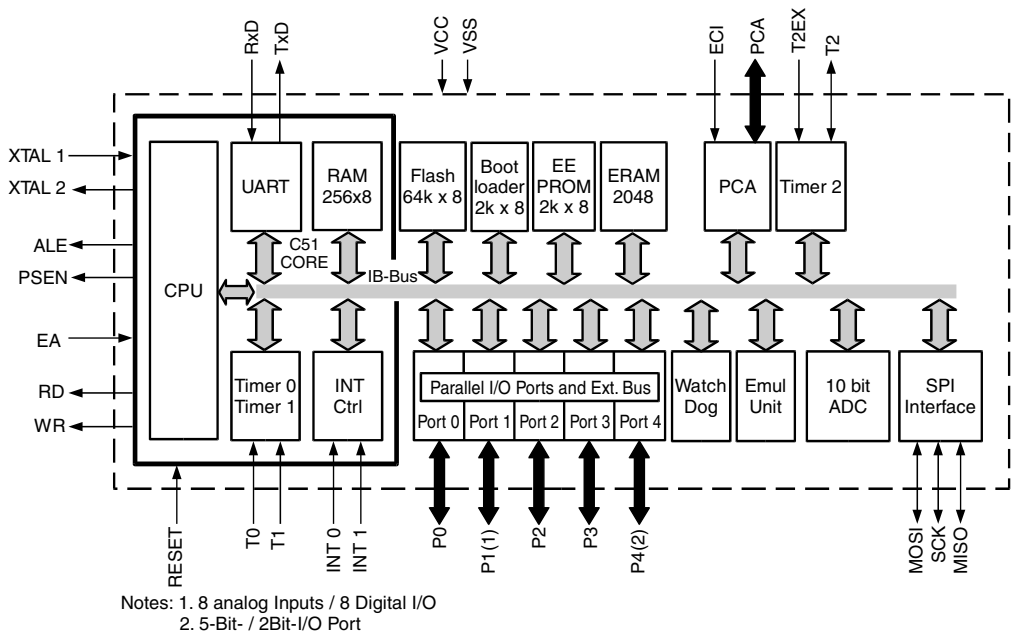 RxD
TxD
VCC
VSS
ECI
PCA
T2EX
T2
XTAL 1
XTAL 2
ALE
PSEN
EA
RD
WR
CPU
UART
RAM
256x8
Flash
64k x 8
Boot
loader
2k x 8
EE
PROM
2k x 8
ERAM
2048
PCA
Timer 2
C51
CORE
IB-Bus
Timer 0
Timer 1
INT
Ctrl
Parallel I/O Ports and Ext. Bus
Port 0
Port 1
Port 2
Port 3
Port 4
Watch
Dog
Emul
Unit
10 bit
ADC
SPI
Interface
RESET
T0
T1
INT 0
INT 1
P0
P1(1)
P2
P3
P4(2)
MOSI
SCK
MISO
Notes: 1. 8 analog Inputs / 8 Digital I/O
2. 5-Bit- / 2Bit-I/O Port